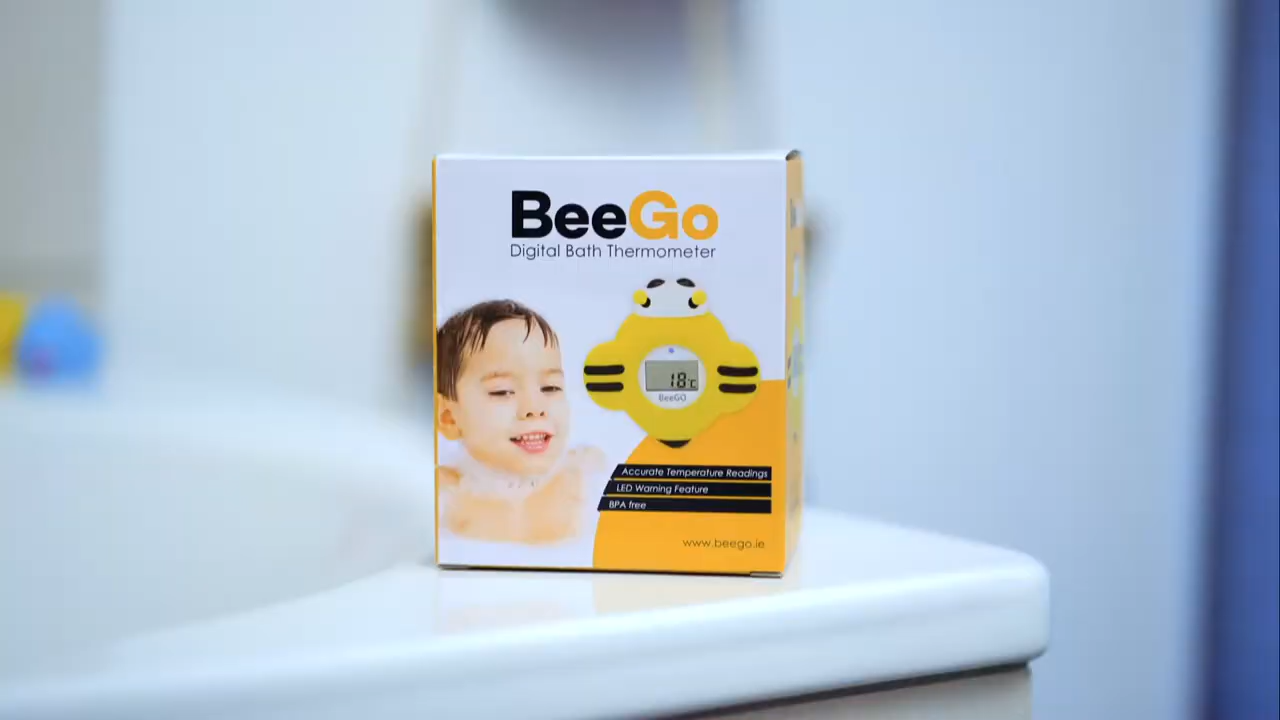 BeeGo
Digital Bath Thermometer
18°C
BeeGO
Accurate Temperature Readings
LED Warning Feature
BPA free
www.beego.ie